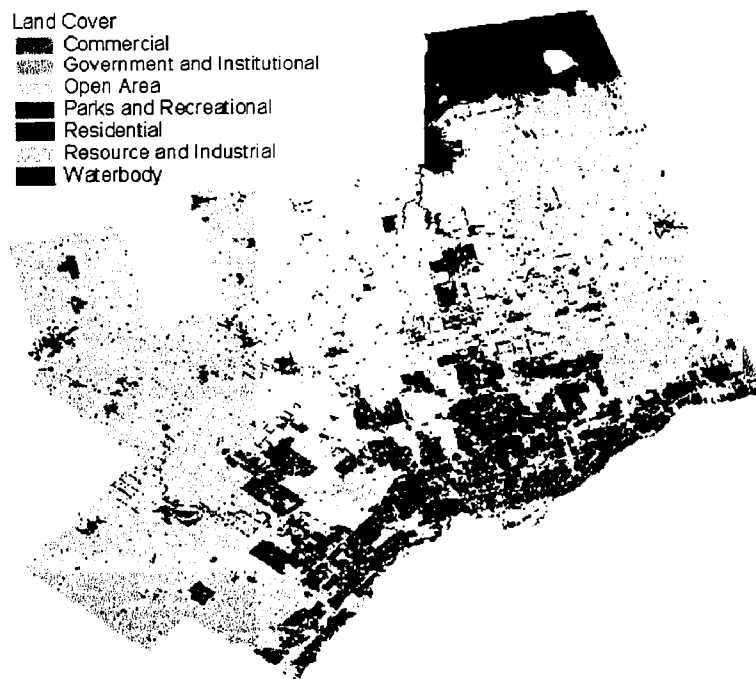 Land Cover
Commercial
Government and Institutional
Open Area
Parks and Recreational
Residential
Resource and Industrial
Waterbody